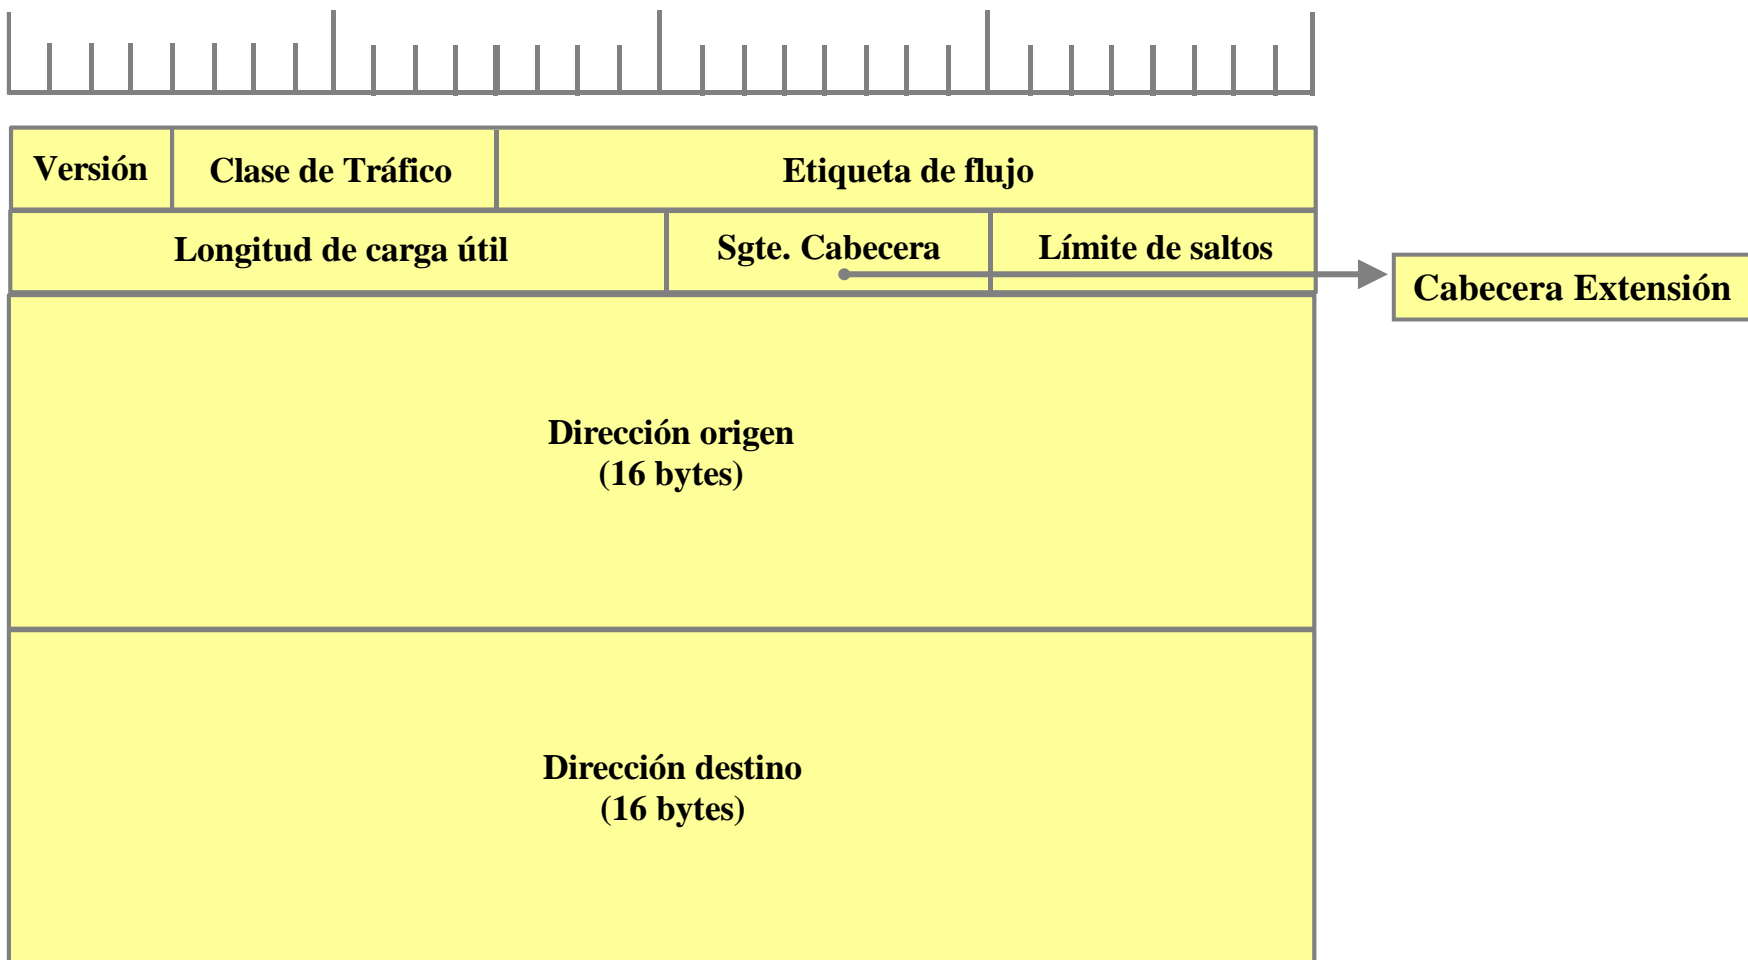 Versión
Clase de Tráfico
Etiqueta de flujo
Longitud de carga útil
Sgte. Cabecera
Límite de saltos
Cabecera Extensión
Dirección origen
(16 bytes)
Dirección destino
(16 bytes)